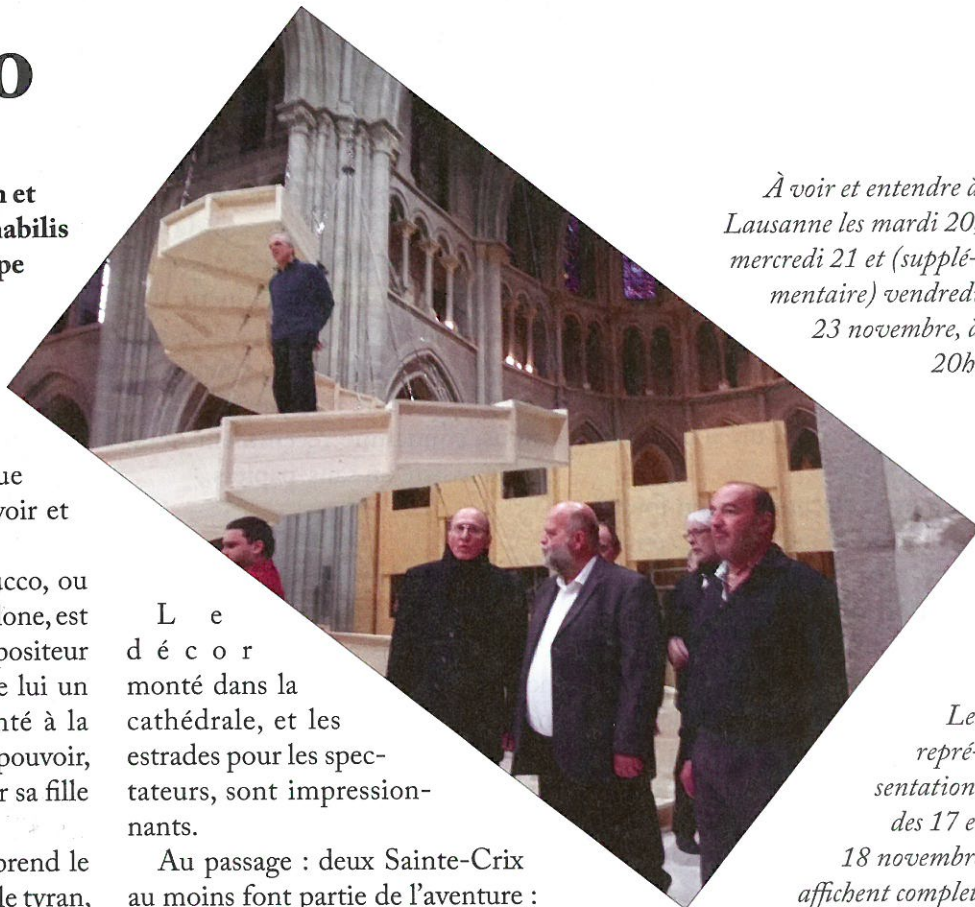 o
n et
nabilis
pe
ue
voir et
ucco, ou
lone, est
positeur
e lui un
nté à la
pouvoir,
r sa fille
prend le
le tyran,
L e
d é c o r
monté dans la
cathédrale, et les
estrades pour les spec-
tateurs, sont impression-
nants.
Au passage : deux Sainte-Crix
au moins font partie de l'aventure :
À voir et entendre à
Lausanne les mardi 20,
mercredi 21 et (supplé-
mentaire) vendredi
23 novembre, à
20h
Le
repré-
sentation
des 17 e
18 novembr
affichent complet